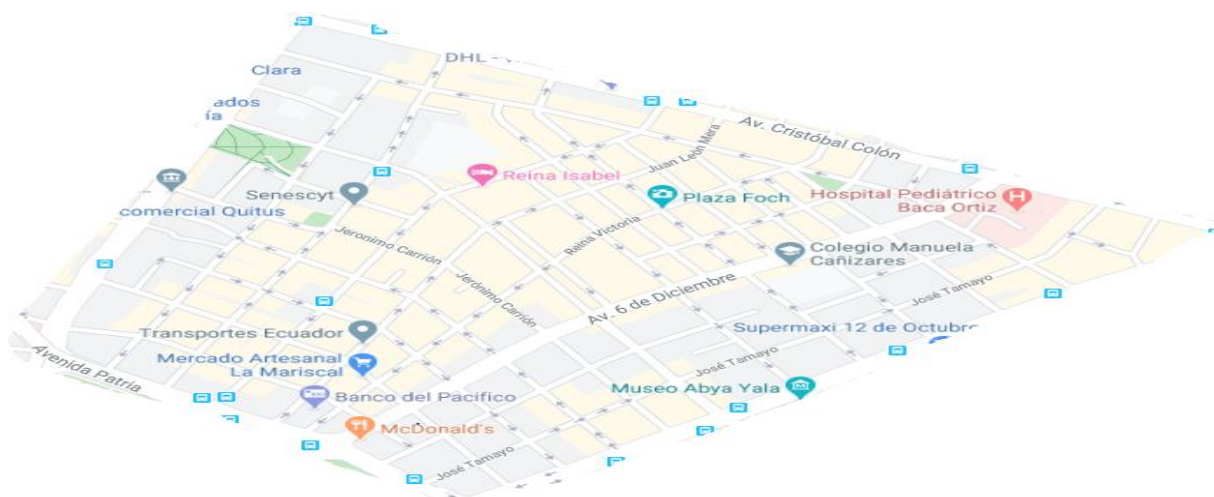 DHL
Clara
ados
ía
Av. Cristóbal Colón
Juan León Mera
Reina Isabel
Senescyt
Plaza Foch
Hospital Pediátrico
Baca Ortiz
comercial Quitus
Reina Victoria
Jeronimo Carrión
Colegio Manuela
Cañizares
Jerónimo Carrión
Av. 6 de Diciembre
José Tamayo
Transportes Ecuador
Supermaxi 12 de Octubre
Avenida Patria
Mercado Artesanal
La Mariscal
José Tamayo
Museo Abya Yala
Banco del Pacífico
McDonald's
José Tamayo